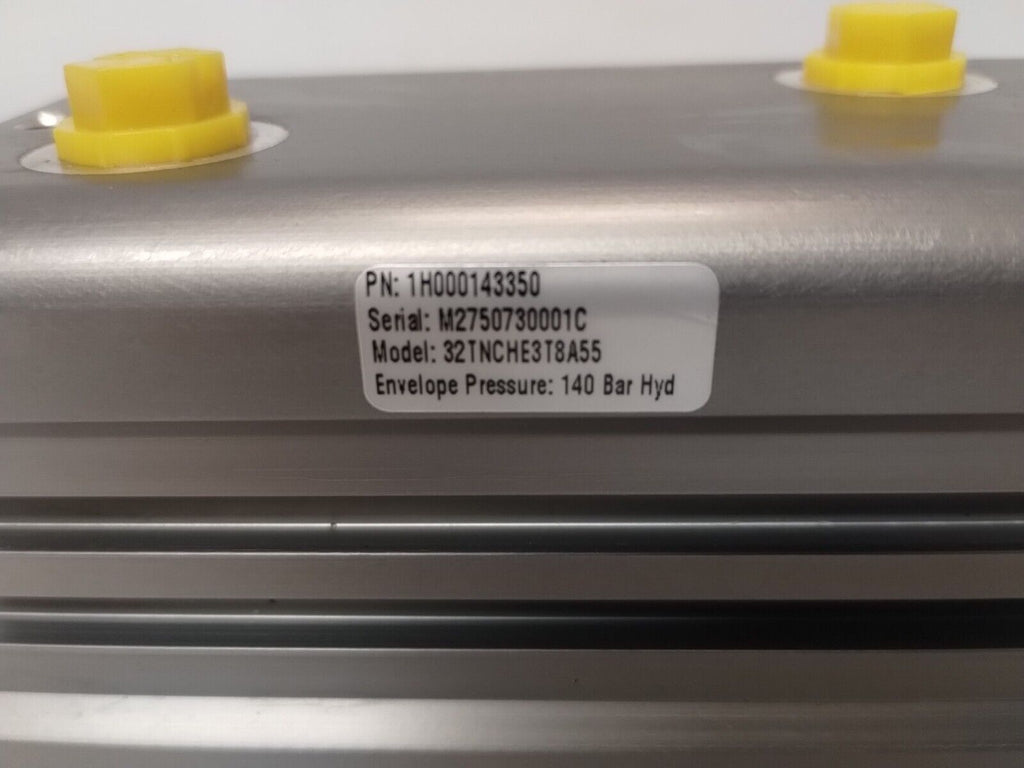 PN: 1H000143350
Serial: M2750730001C
Model: 32TNCHE3T8A55
Envelope Pressure: 140 Bar Hyd